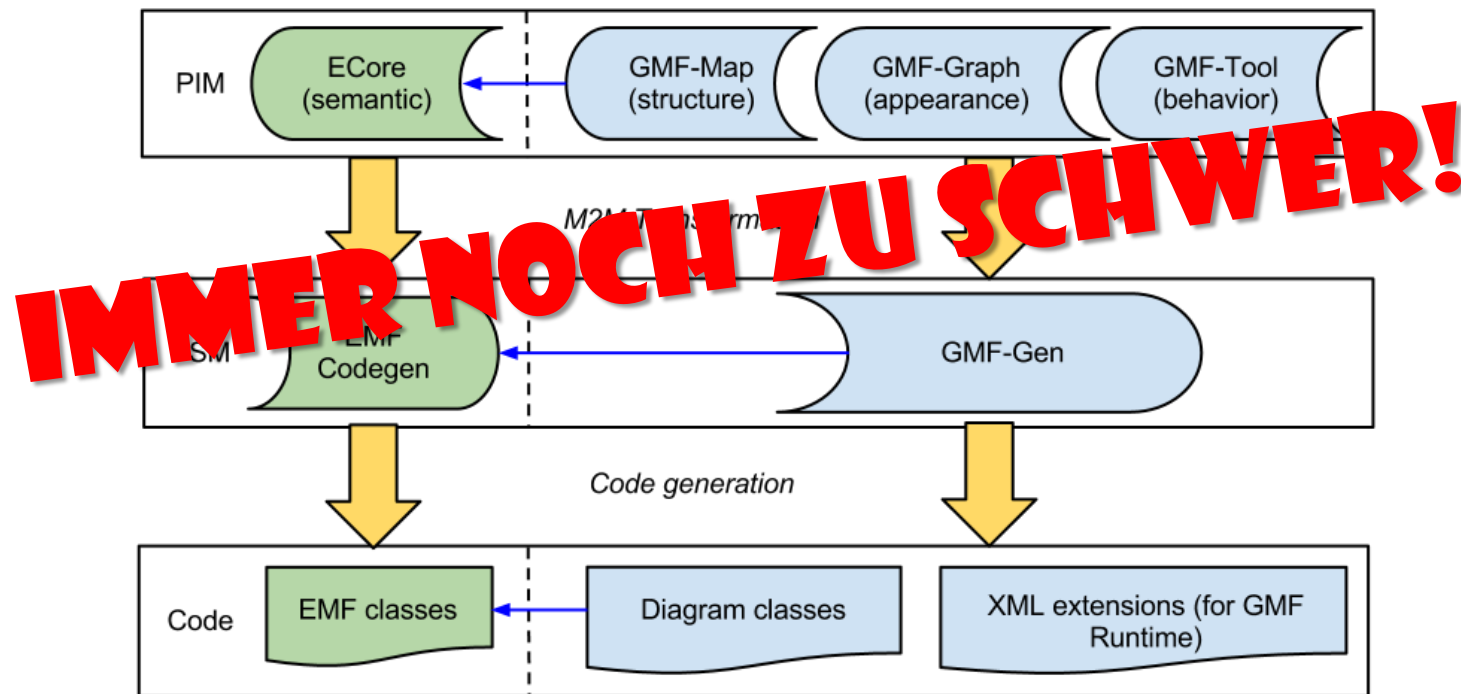 PIM
ECore
(semantic)
GMF-Map
(structure)
GMF-Graph
(appearance)
GMF-Tool
(behavior)
IMMER NOCH ZU SCHWER!
EMF
Codegen
GMF-Gen
Code generation
Code
EMF classes
Diagram classes
XML extensions (for GMF
Runtime)